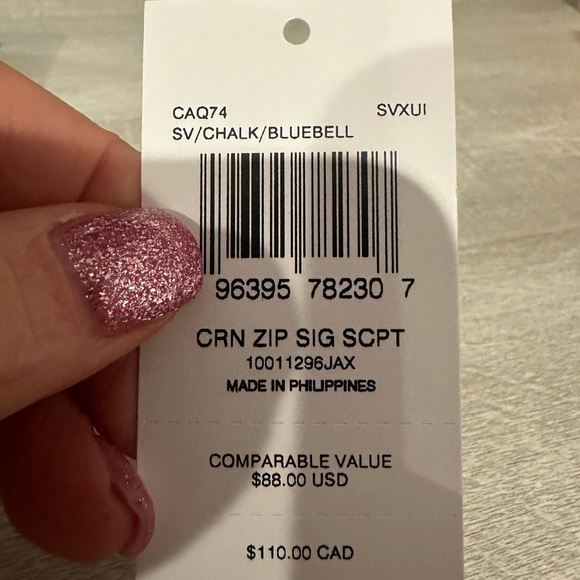 CAQ74 SVXUI
SV/CHALK/BLUEBELL
96395 78230 7
CRN ZIP SIG SCPT
10011296JAX
MADE IN PHILIPPINES
COMPARABLE VALUE
$88.00 USD
$110.00 CAD